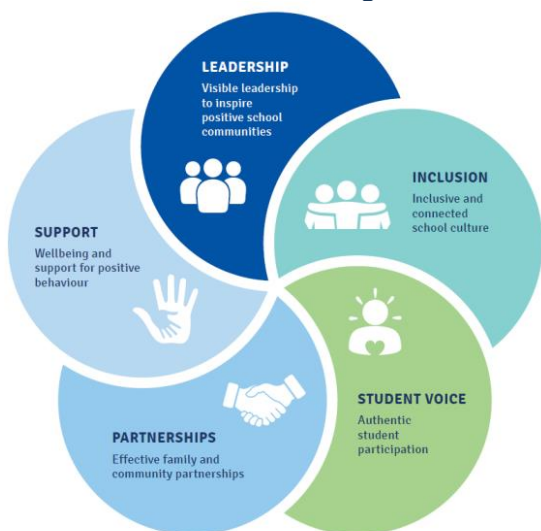 LEADERSHIP
Visible leadership
to inspire
positive school
communities
INCLUSION
Inclusive and
connected
school culture
STUDENT VOICE
Authentic
student
participation
PARTNERSHIPS
Effective family and
community partnerships
SUPPORT
Wellbeing and
support for positive
behaviour